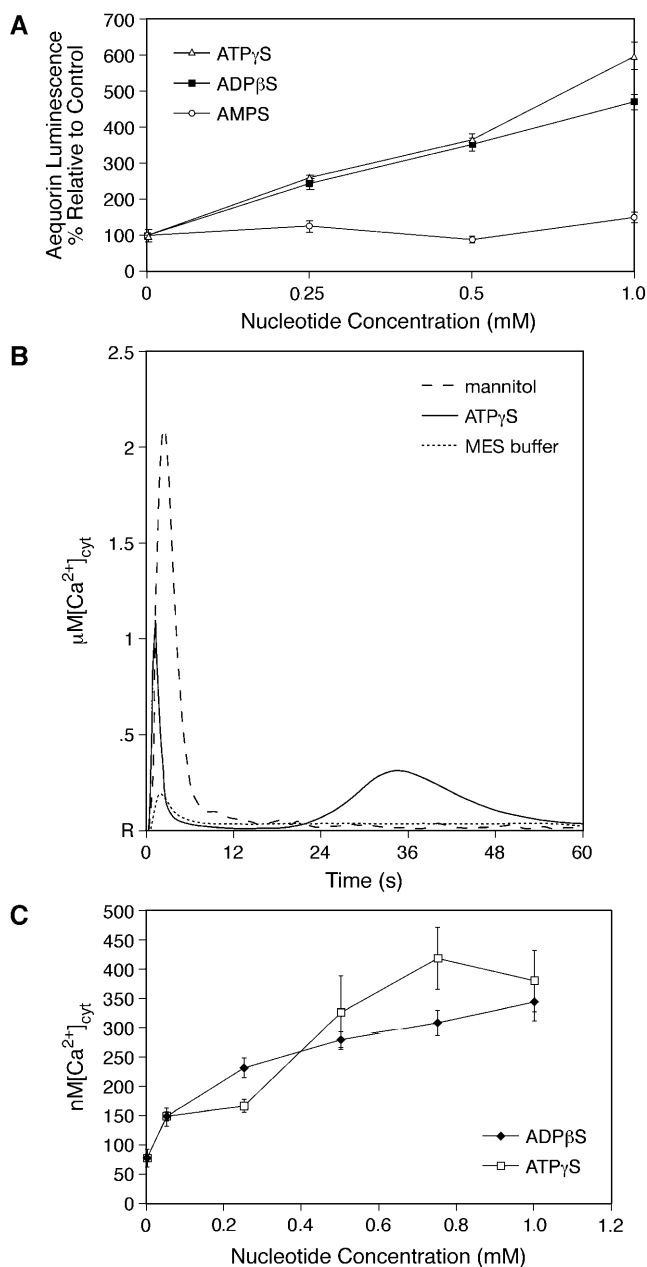 A
700
600
500
400
300
200
100
0
Aequorin Luminescence
% Relative to Control
ATPγS
ADPβS
AMPS
0 0.25 0.5 1.0
Nucleotide Concentration (mM)
B
2.5
2
1.5
1
.5
R
μM[Ca²⁺]cyt
mannitol
ATPγS
MES buffer
0 12 24 36 48 60
Time (s)
C
500
450
400
350
300
250
200
150
100
50
0
nM[Ca²⁺]cyt
ADPβS
ATPγS
0 0.2 0.4 0.6 0.8 1.0 1.2
Nucleotide Concentration (mM)